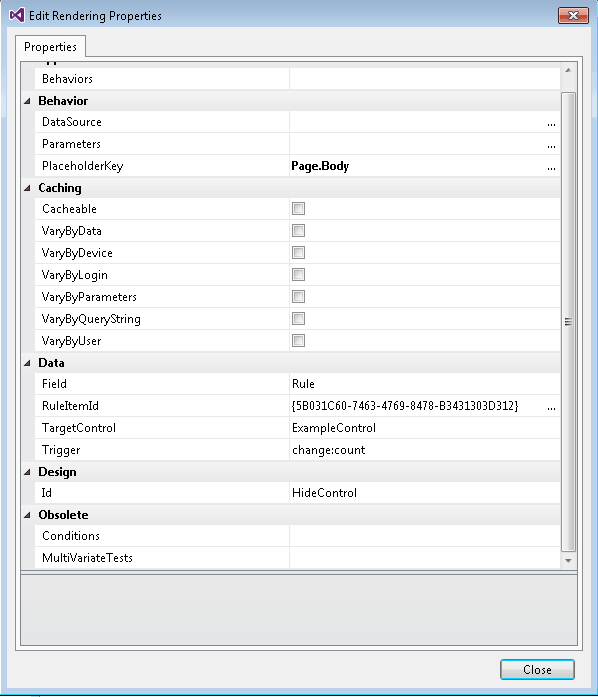 Edit Rendering Properties
Properties
Behaviors
Behavior
DataSource ...
Parameters ...
PlaceholderKey Page.Body ...
Caching
Cacheable
VaryByData
VaryByDevice
VaryByLogin
VaryByParameters
VaryByQueryString
VaryByUser
Data
Field Rule
RuleItemId {5B031C60-7463-4769-8478-B3431303D312} ...
TargetControl ExampleControl
Trigger change:count
Design
Id HideControl
Obsolete
Conditions
MultiVariateTests
Close